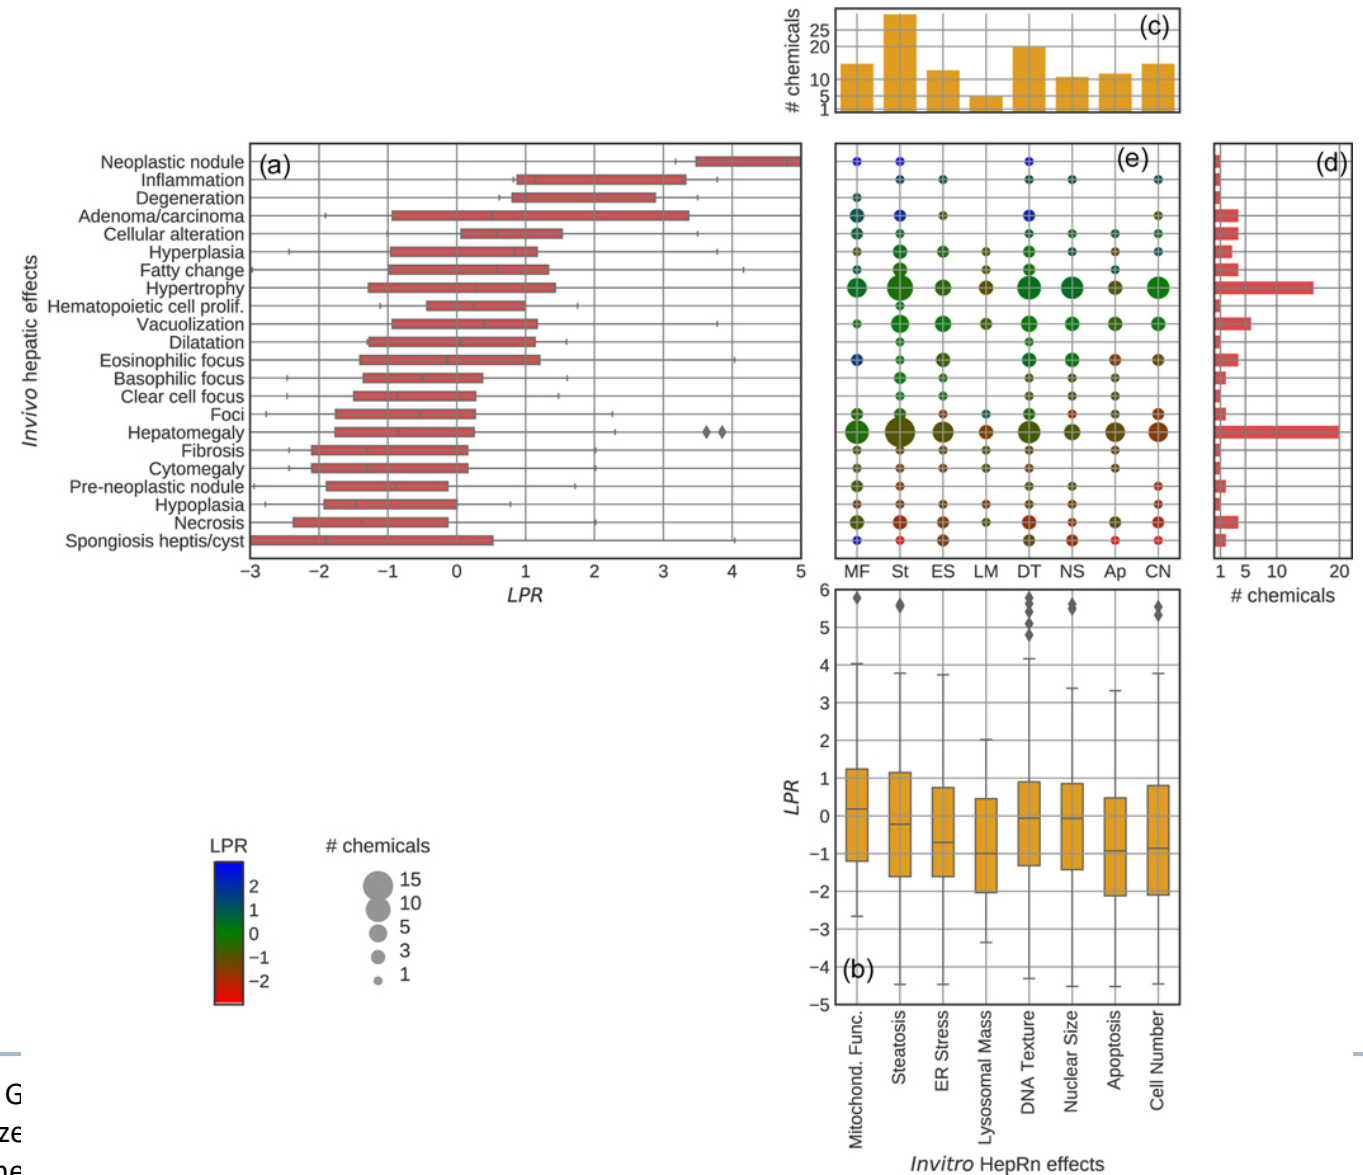 # chemicals
25
20
10
5
1
(c)
Invivo hepatic effects
(a)
Neoplastic nodule
Inflammation
Degeneration
Adenoma/carcinoma
Cellular alteration
Hyperplasia
Fatty change
Hypertrophy
Hematopoietic cell prolif.
Vacuolization
Dilatation
Eosinophilic focus
Basophilic focus
Clear cell focus
Foci
Hepatomegaly
Fibrosis
Cytomegaly
Pre-neoplastic nodule
Hypoplasia
Necrosis
Spongiosis heptis/cyst
−3 −2 −1 0 1 2 3 4 5
LPR
(e)
MF St ES LM DT NS Ap CN
(d)
1 5 10 20
# chemicals
LPR
6
5
4
3
2
1
0
−1
−2
−3
−4
−5
(b)
Mitochond. Func.
Steatosis
ER Stress
Lysosomal Mass
DNA Texture
Nuclear Size
Apoptosis
Cell Number
Invitro HepRn effects
LPR
2
1
0
−1
−2
# chemicals
15
10
5
3
1
G
ze